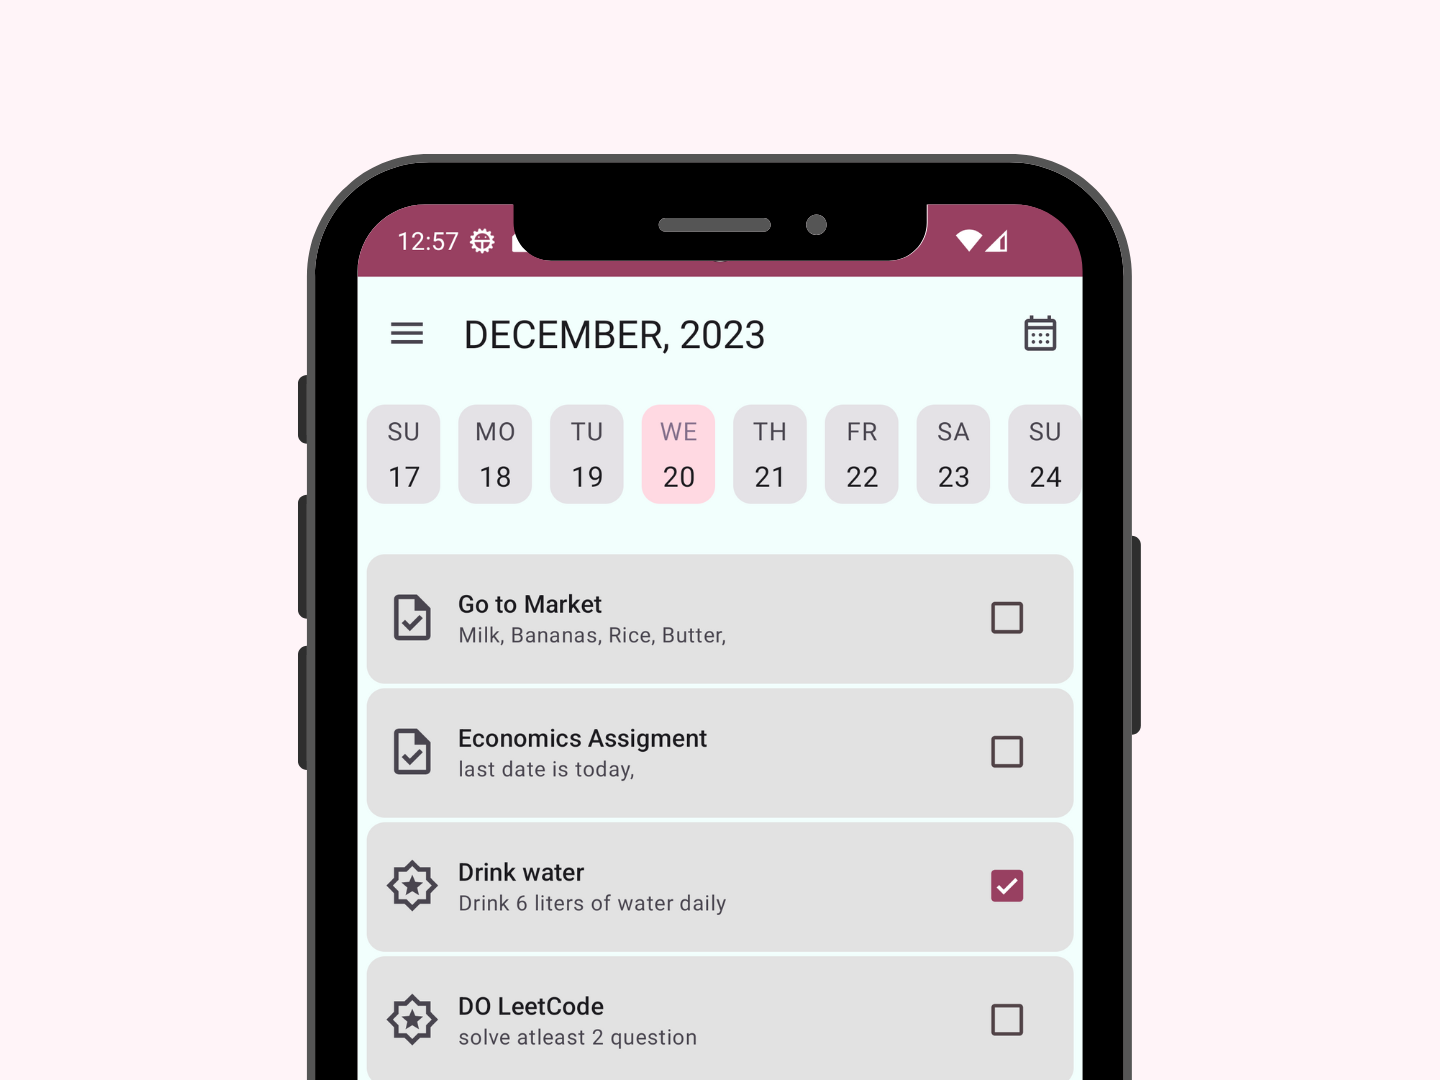 12:57
DECEMBER, 2023
SU MO TU WE TH FR SA SU
17 18 19 20 21 22 23 24
Go to Market
Milk, Bananas, Rice, Butter,
Economics Assigment
last date is today,
Drink water
Drink 6 liters of water daily
DO LeetCode
solve atleast 2 question